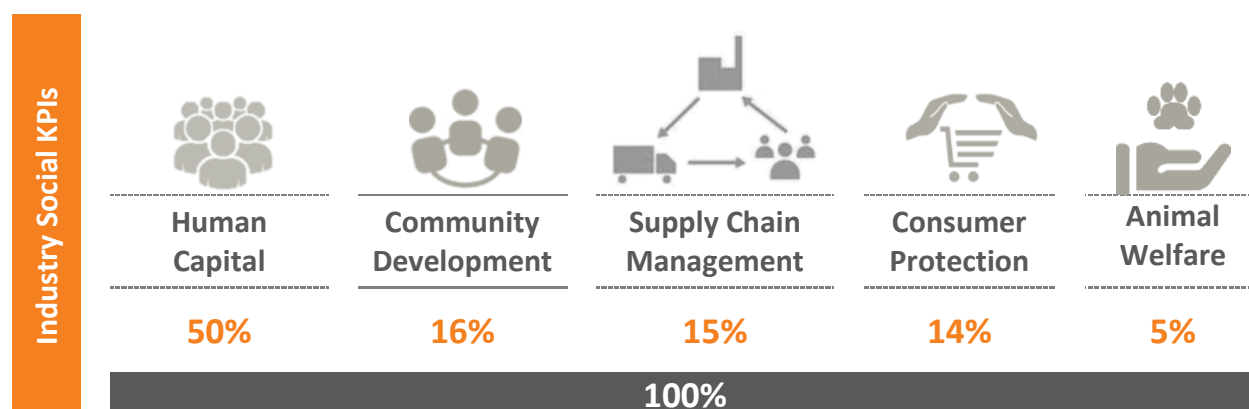 Industry Social KPIs
Human
Capital
Community
Development
Supply Chain
Management
Consumer
Protection
Animal
Welfare
50%
16%
15%
14%
5%
100%